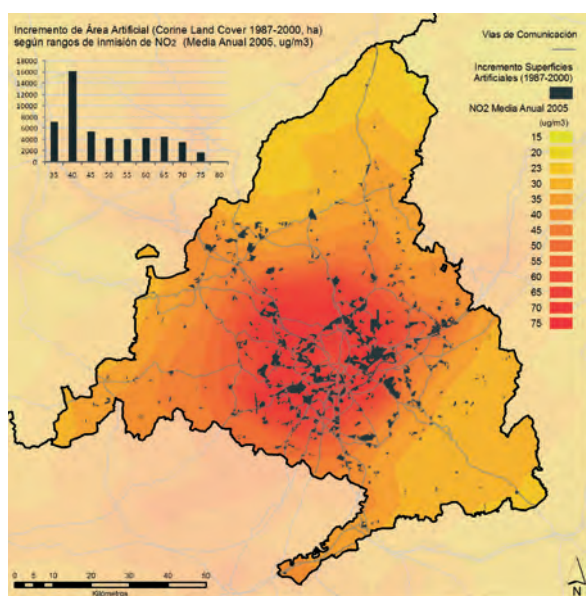 Incremento de Área Artificial (Corine Land Cover 1987-2000, ha)
según rangos de inmisión de NO2 (Media Anual 2005, ug/m3)
18000
16000
14000
12000
10000
8000
6000
4000
2000
0
35 40 45 50 55 60 65 70 75 80
Vias de Comunicación
Incremento Superficies
Artificiales (1987-2000)
NO2 Media Anual 2005
(ug/m3)
15
20
23
30
35
40
45
50
55
60
65
70
75
0 5 10 20 30 40 50
Kilómetros
N